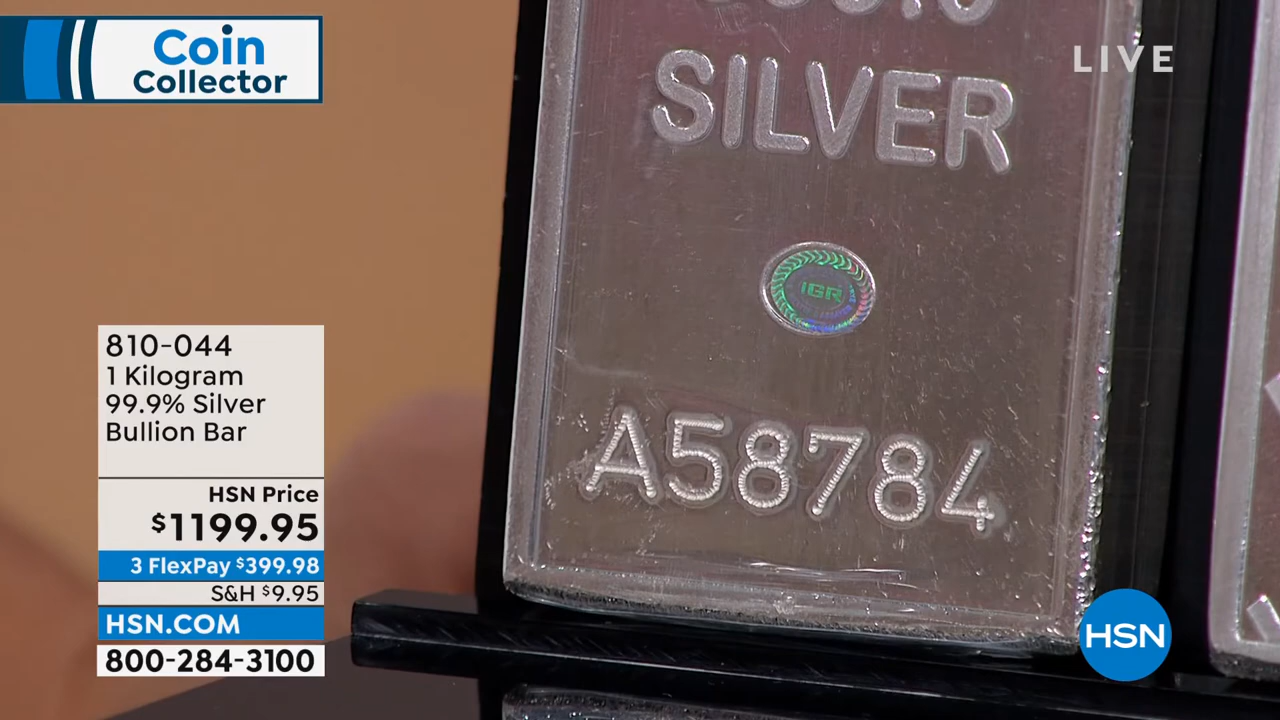 Coin
Collector
LIVE
SILVER
IGR
A58784
810-044
1 Kilogram
99.9% Silver
Bullion Bar
HSN Price
$1199.95
3 FlexPay $399.98
S&H $9.95
HSN.COM
800-284-3100
HSN